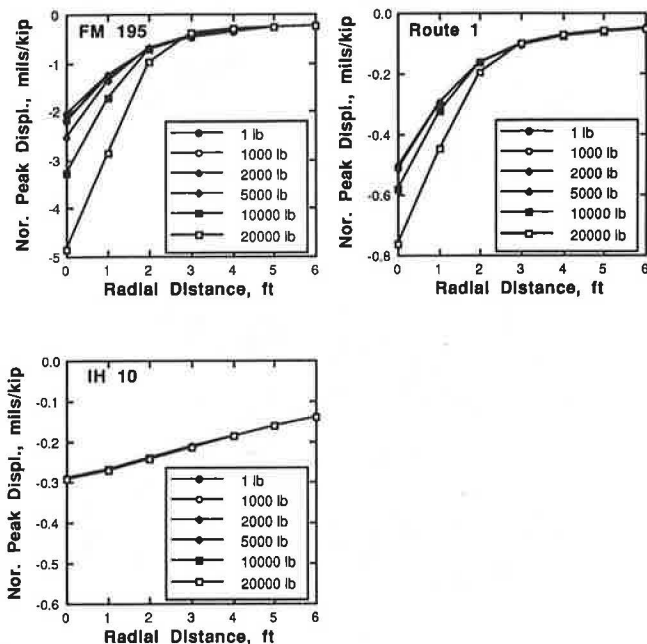 FM 195
Nor. Peak Displ., mils/kip
-0
-1
-2
-3
-4
-5
1 lb
1000 lb
2000 lb
5000 lb
10000 lb
20000 lb
0 1 2 3 4 5 6
Radial Distance, ft
Route 1
Nor. Peak Displ., mils/kip
-0.0
-0.2
-0.4
-0.6
-0.8
1 lb
1000 lb
2000 lb
5000 lb
10000 lb
20000 lb
0 1 2 3 4 5 6
Radial Distance, ft
IH 10
Nor. Peak Displ., mils/kip
0.0
-0.1
-0.2
-0.3
-0.4
-0.5
-0.6
1 lb
1000 lb
2000 lb
5000 lb
10000 lb
20000 lb
0 1 2 3 4 5 6
Radial Distance, ft